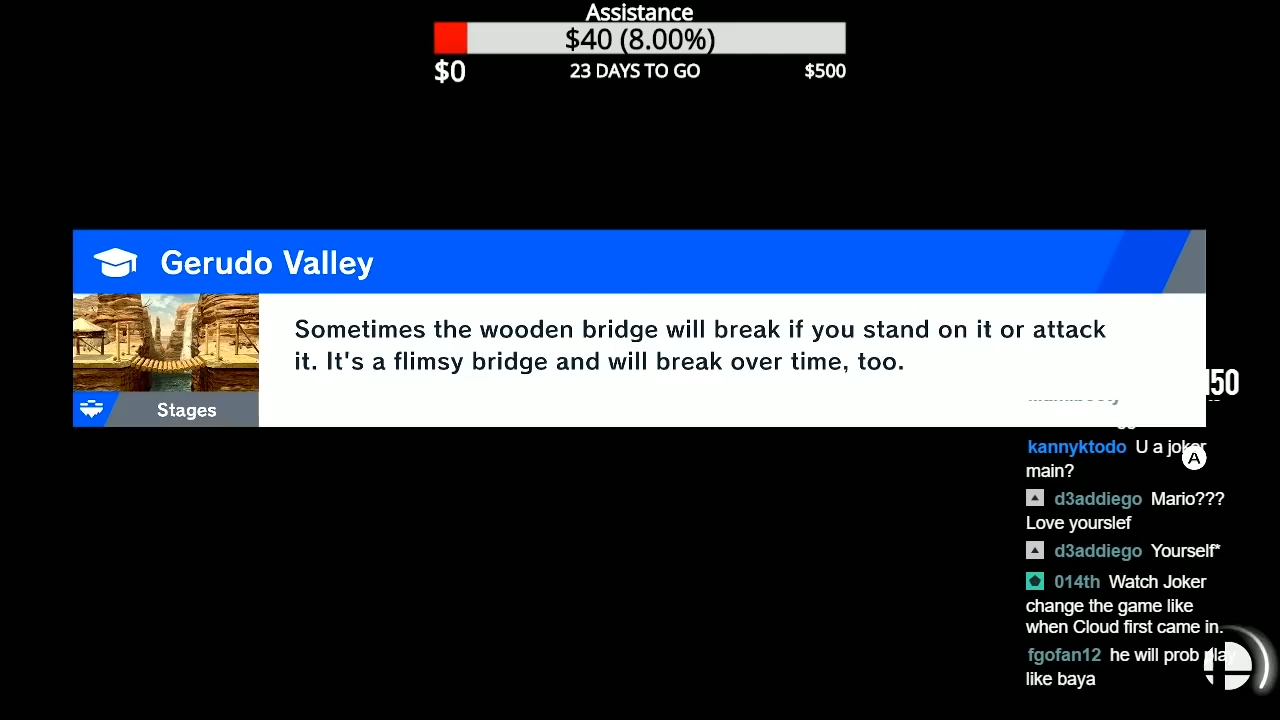 Assistance
$40 (8.00%)
$0
23 DAYS TO GO
$500
Gerudo Valley
Sometimes the wooden bridge will break if you stand on it or attack
it. It's a flimsy bridge and will break over time, too.
Stages
150
kannyktodo U a joker
main?
A
d3addiego Mario???
Love yourslef
d3addiego Yourself*
014th Watch Joker
change the game like
when Cloud first came in.
fgofan12 he will prob play
like baya